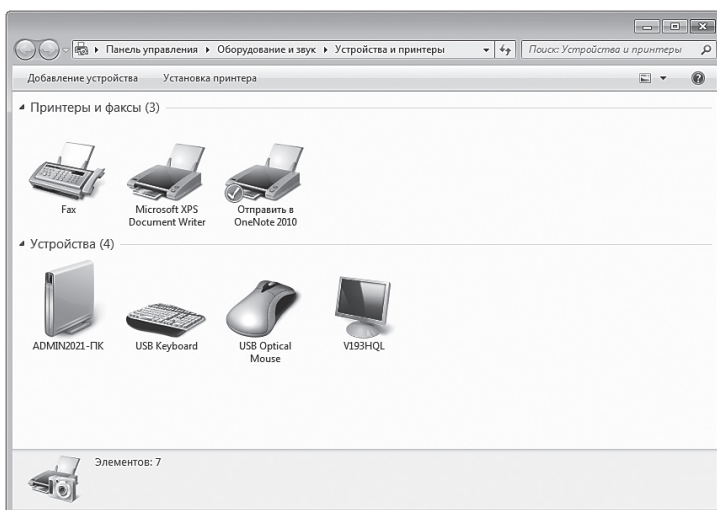 Панель управления ▸ Оборудование и звук ▸ Устройства и принтеры
Поиск: Устройства и принтеры
Добавление устройства Установка принтера
Принтеры и факсы (3)
Fax
Microsoft XPS
Document Writer
Отправить в
OneNote 2010
Устройства (4)
ADMIN2021-ПК
USB Keyboard
USB Optical
Mouse
V193HQL
Элементов: 7